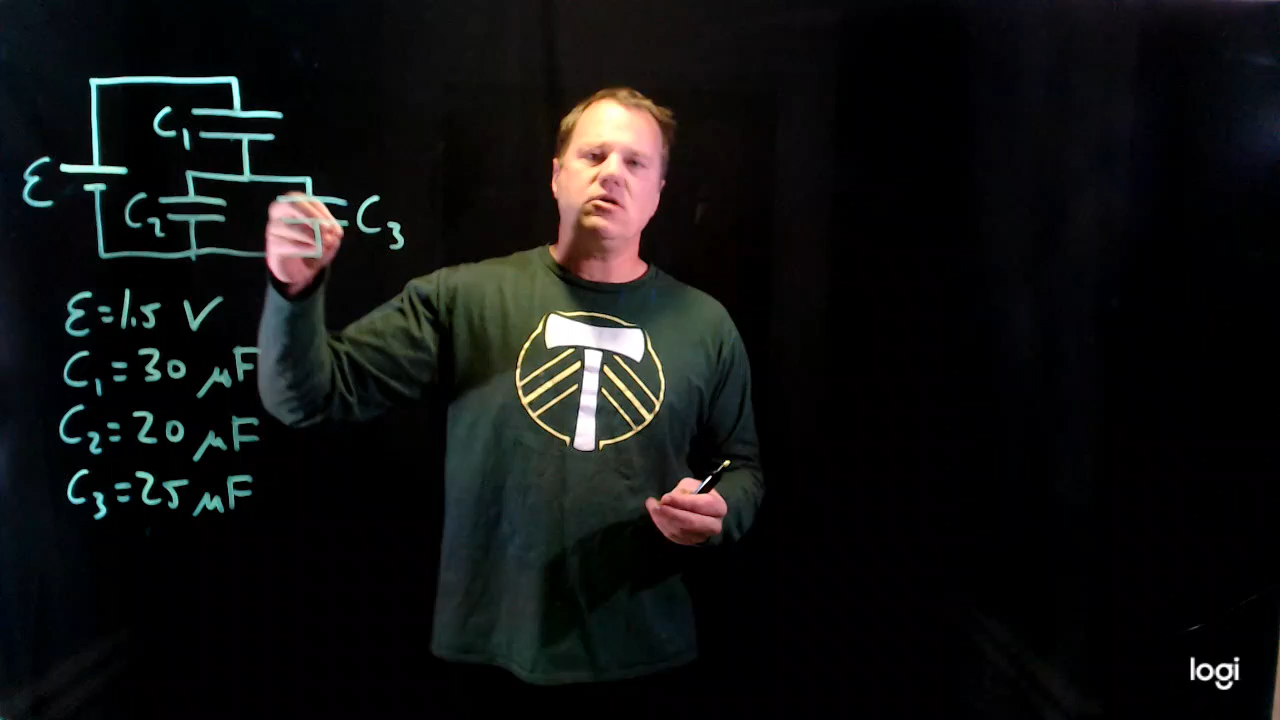 C₁
ℰ
C₂
C₃
ℰ=1.5 V
C₁=30 μF
C₂=20 μF
C₃=25 μF
logi